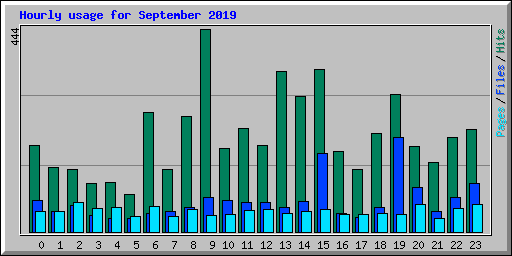 Hourly usage for September 2019
444
Pages/Files/Hits
0 1 2 3 4 5 6 7 8 9 10 11 12 13 14 15 16 17 18 19 20 21 22 23